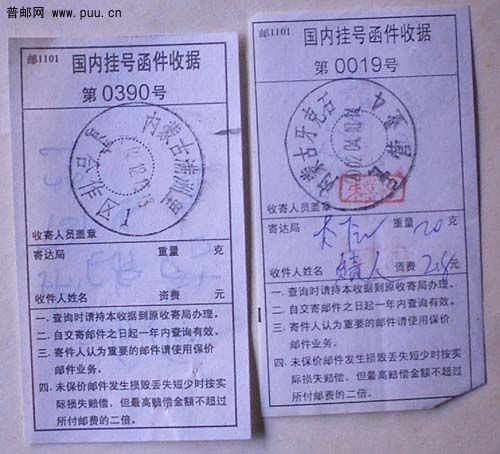 普邮网 www.puu.cn
邮1101
国内挂号函件收据
第 0390号
内蒙古满洲里
1
收寄人员盖章
寄达局 重量 克
收件人姓名 资费 元
一. 查询时请持本收据到原收寄局办理。
二. 自交寄邮件之日起一年内查询有效。
三. 寄件人认为重要的邮件请使用保价
邮件业务。
四. 未保价邮件发生损毁丢失短少时按实
际损失赔偿，但最高赔偿金额不超过
所付邮费的二倍。
邮1101
国内挂号函件收据
第 0019号
内蒙古牙克石
收寄人员盖章
寄达局 重量 20 克
收件人姓名 资费 元
一. 查询时请持本收据到原收寄局办理。
二. 自交寄邮件之日起一年内查询有效。
三. 寄件人认为重要的邮件请使用保价
邮件业务。
四. 未保价邮件发生损毁丢失短少时按实
际损失赔偿，但最高赔偿金额不超过
所付邮费的二倍。